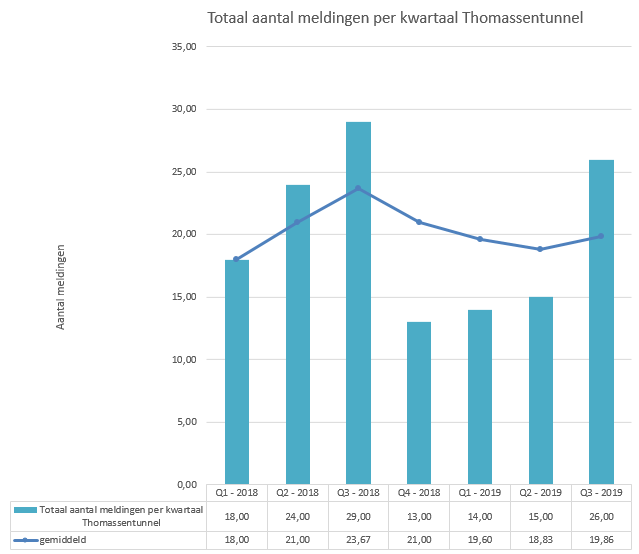 Totaal aantal meldingen per kwartaal Thomassentunnel
35,00
30,00
25,00
20,00
15,00
10,00
5,00
0,00
Aantal meldingen
Q1 - 2018 Q2 - 2018 Q3 - 2018 Q4 - 2018 Q1 - 2019 Q2 - 2019 Q3 - 2019
Totaal aantal meldingen per kwartaal
Thomassentunnel
18,00 24,00 29,00 13,00 14,00 15,00 26,00
gemiddeld 18,00 21,00 23,67 21,00 19,60 18,83 19,86